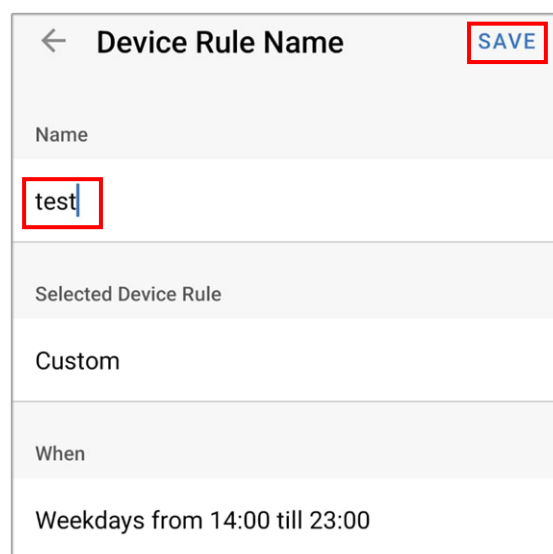 Device Rule Name SAVE
Name
test
Selected Device Rule
Custom
When
Weekdays from 14:00 till 23:00